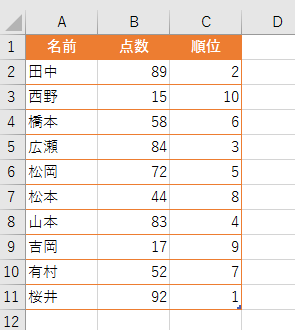 A B C D
1 名前 点数 順位
2 田中 89 2
3 西野 15 10
4 橋本 58 6
5 広瀬 84 3
6 松岡 72 5
7 松本 44 8
8 山本 83 4
9 吉岡 17 9
10 有村 52 7
11 桜井 92 1
12